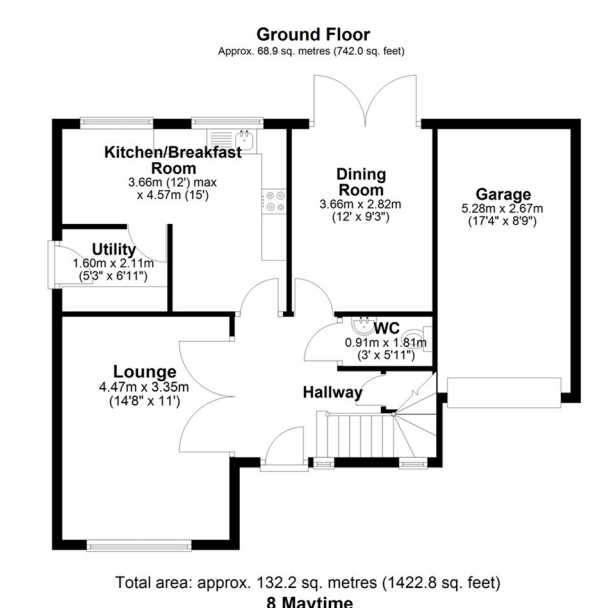 Ground Floor
Approx. 68.9 sq. metres (742.0 sq. feet)
Kitchen/Breakfast
Room
3.66m (12') max
x 4.57m (15')
Dining
Room
3.66m x 2.82m
(12' x 9'3")
Garage
5.28m x 2.67m
(17'4" x 8'9")
Utility
1.60m x 2.11m
(5'3" x 6'11")
WC
0.91m x 1.81m
(3' x 5'11")
Lounge
4.47m x 3.35m
(14'8" x 11')
Hallway
Total area: approx. 132.2 sq. metres (1422.8 sq. feet)
8 Maytime